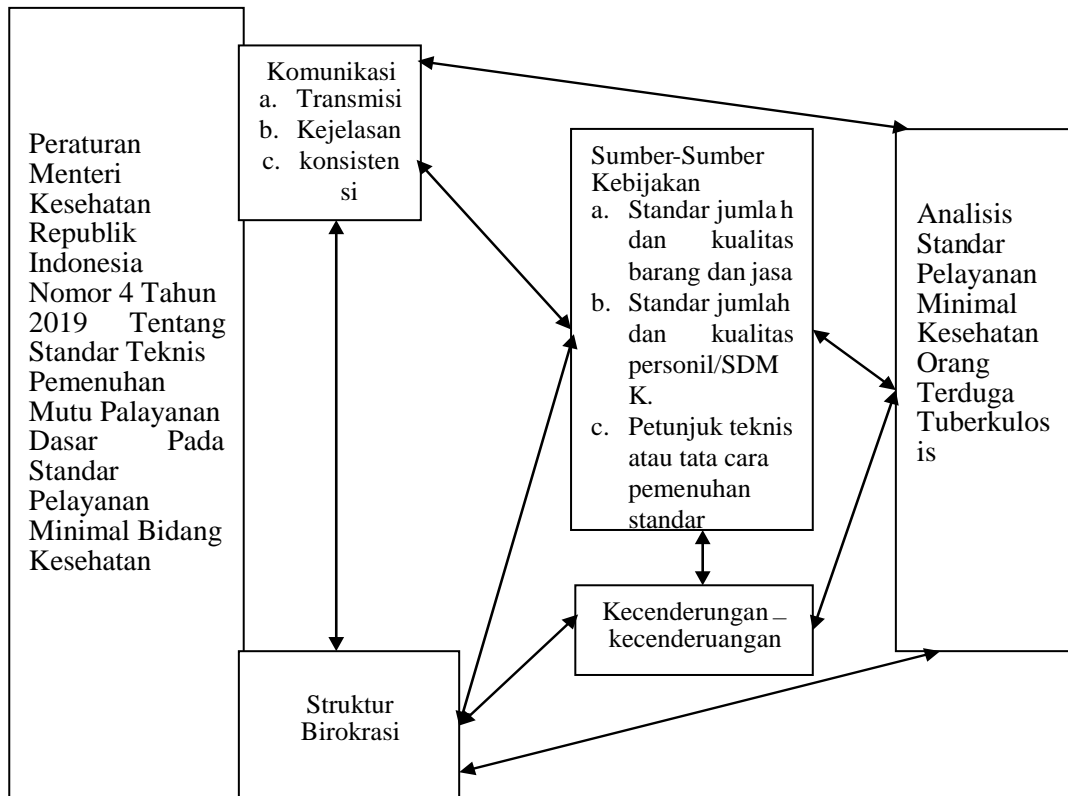 Peraturan
Menteri
Kesehatan
Republik
Indonesia
Nomor 4 Tahun
2019 Tentang
Standar Teknis
Pemenuhan
Mutu Palayanan
Dasar Pada
Standar
Pelayanan
Minimal Bidang
Kesehatan
Komunikasi
a. Transmisi
b. Kejelasan
c. konsisten
si
Sumber-Sumber
Kebijakan
a. Standar jumlah
dan kualitas
barang dan jasa
b. Standar jumlah
dan kualitas
personil/SDM
K.
c. Petunjuk teknis
atau tata cara
pemenuhan
standar
Kecenderungan –
kecenderuangan
Struktur
Birokrasi
Analisis
Standar
Pelayanan
Minimal
Kesehatan
Orang
Terduga
Tuberkulos
is